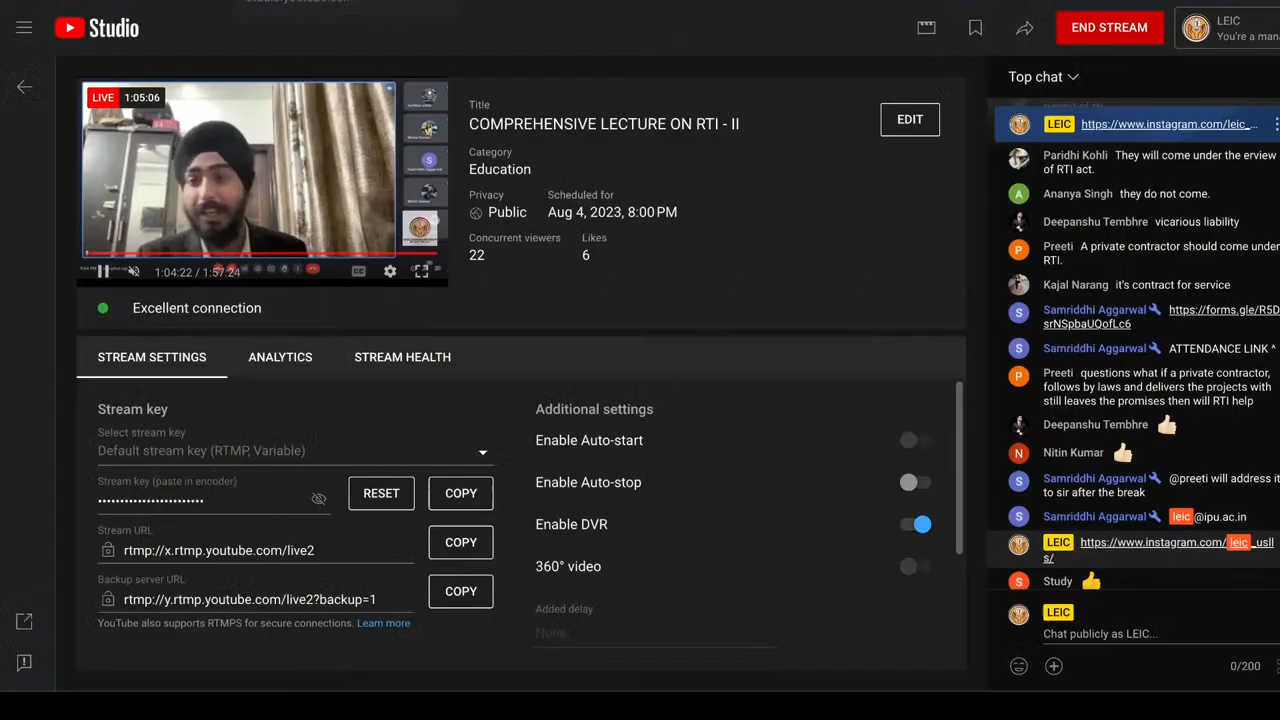 Studio
END STREAM
LEIC
You're a mana
LIVE 1:05:06
1:04:22 / 1:57:24
Title
COMPREHENSIVE LECTURE ON RTI - II
EDIT
Category
Education
Privacy
Public
Scheduled for
Aug 4, 2023, 8:00 PM
Concurrent viewers
22
Likes
6
Excellent connection
STREAM SETTINGS
ANALYTICS
STREAM HEALTH
Stream key
Select stream key
Default stream key (RTMP, Variable)
Stream key (paste in encoder)
••••••••••••••••••••••••
RESET
COPY
Stream URL
rtmp://x.rtmp.youtube.com/live2
COPY
Backup server URL
rtmp://y.rtmp.youtube.com/live2?backup=1
COPY
YouTube also supports RTMPS for secure connections. Learn more
Additional settings
Enable Auto-start
Enable Auto-stop
Enable DVR
360° video
Added delay
None
Top chat
LEIC https://www.instagram.com/leic_...
Paridhi Kohli They will come under the erview
of RTI act.
Ananya Singh they do not come.
Deepanshu Tembhre vicarious liability
Preeti A private contractor should come under
RTI.
Kajal Narang it's contract for service
Samriddhi Aggarwal https://forms.gle/R5D
srNSpbaUQofLc6
Samriddhi Aggarwal ATTENDANCE LINK ^
Preeti questions what if a private contractor,
follows by laws and delivers the projects with
still leaves the promises then will RTI help
Deepanshu Tembhre 👍🏻
Nitin Kumar 👍🏻
Samriddhi Aggarwal @preeti will address it
to sir after the break
Samriddhi Aggarwal leic@ipu.ac.in
LEIC https://www.instagram.com/leic_usll
s/
Study 👍
LEIC
Chat publicly as LEIC...
0/200